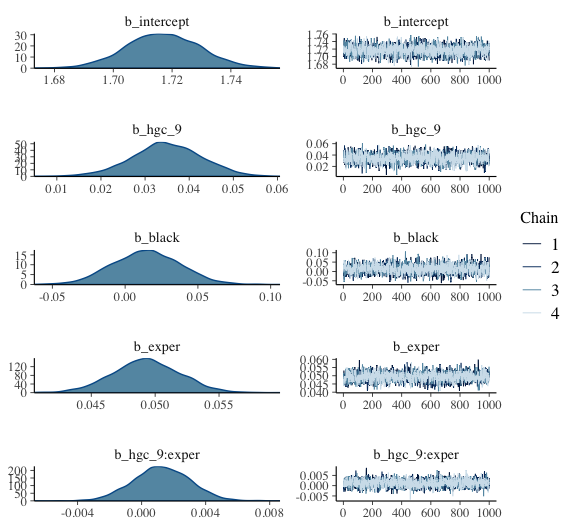 b_intercept
30
20
10
0
1.68 1.70 1.72 1.74
b_intercept
1.76
1.74
1.72
1.70
1.68
0 200 400 600 800 1000
b_hgc_9
50
40
30
20
10
0
0.01 0.02 0.03 0.04 0.05 0.06
b_hgc_9
0.06
0.04
0.02
0 200 400 600 800 1000
b_black
15
10
5
0
-0.05 0.00 0.05 0.10
b_black
0.10
0.05
0.00
-0.05
0 200 400 600 800 1000
b_exper
120
80
40
0
0.045 0.050 0.055
b_exper
0.060
0.055
0.050
0.045
0.040
0 200 400 600 800 1000
b_hgc_9:exper
200
150
100
50
0
-0.004 0.000 0.004 0.008
b_hgc_9:exper
0.005
0.000
-0.005
0 200 400 600 800 1000
Chain
1
2
3
4